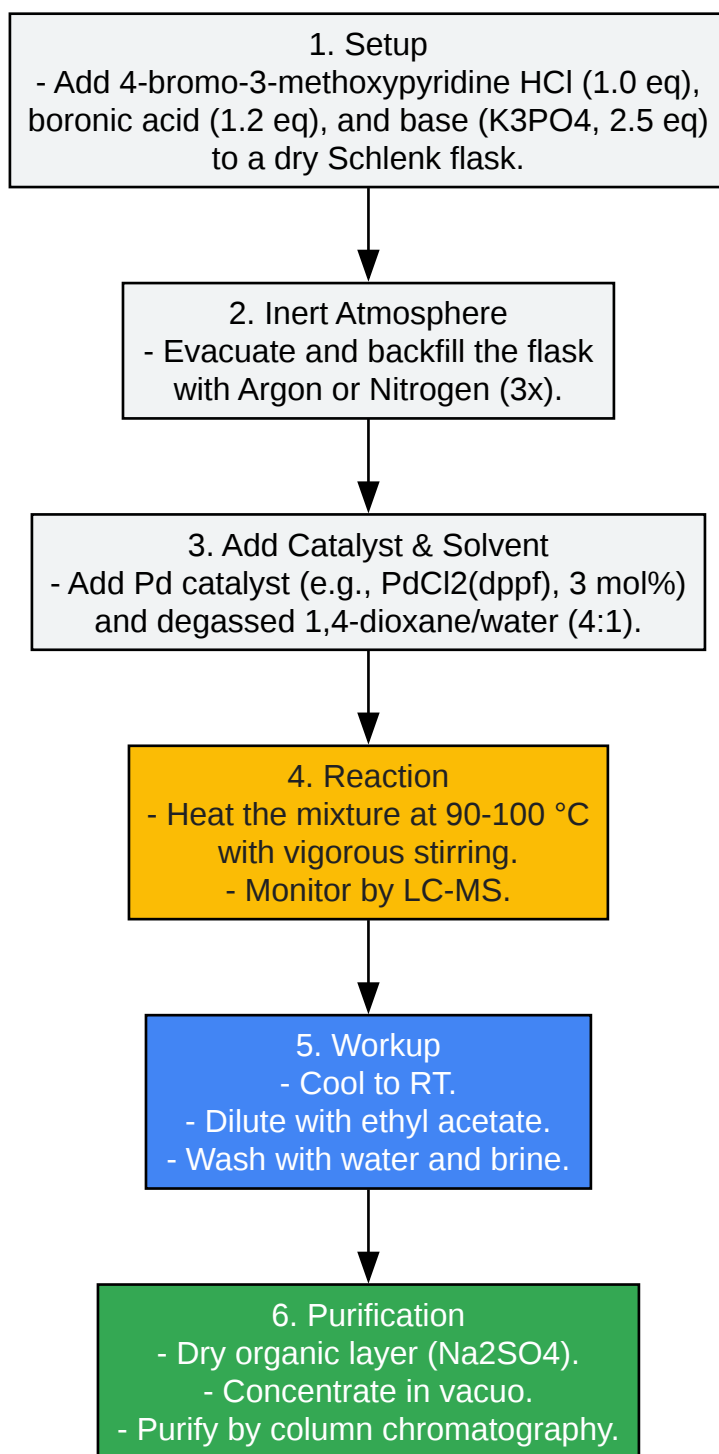 1. Setup
- Add 4-bromo-3-methoxypyridine HCl (1.0 eq),
boronic acid (1.2 eq), and base (K3PO4, 2.5 eq)
to a dry Schlenk flask.
2. Inert Atmosphere
- Evacuate and backfill the flask
with Argon or Nitrogen (3x).
3. Add Catalyst & Solvent
- Add Pd catalyst (e.g., PdCl2(dppf), 3 mol%)
and degassed 1,4-dioxane/water (4:1).
4. Reaction
- Heat the mixture at 90-100 °C
with vigorous stirring.
- Monitor by LC-MS.
5. Workup
- Cool to RT.
- Dilute with ethyl acetate.
- Wash with water and brine.
6. Purification
- Dry organic layer (Na2SO4).
- Concentrate in vacuo.
- Purify by column chromatography.